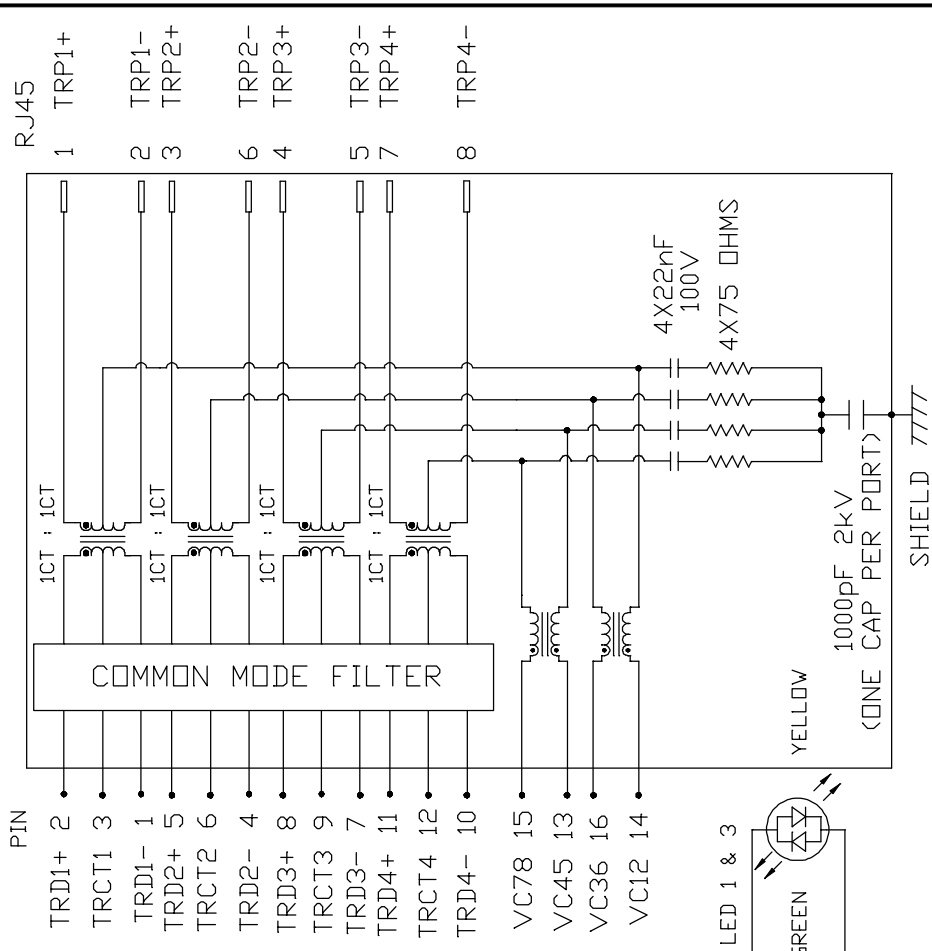 RJ45
1 TRP1+
2 TRP1-
3 TRP2+
6 TRP2-
4 TRP3+
5 TRP3-
7 TRP4+
8 TRP4-
4X22nF
100V
4X75 OHMS
1CT : 1CT
1CT : 1CT
1CT : 1CT
1CT : 1CT
COMMON MODE FILTER
1000pF 2kV
(ONE CAP PER PORT)
SHIELD
YELLOW
PIN
TRD1+ 2
TRCT1 3
TRD1- 1
TRD2+ 5
TRCT2 6
TRD2- 4
TRD3+ 8
TRCT3 9
TRD3- 7
TRD4+ 11
TRCT4 12
TRD4- 10
VC78 15
VC45 13
VC36 16
VC12 14
LED 1 & 3
GREEN